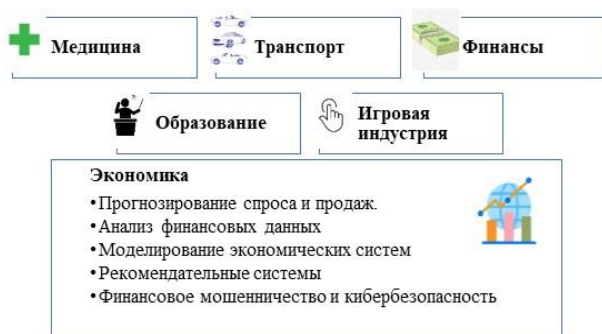 Медицина
Транспорт
Финансы
Образование
Игровая
индустрия
Экономика
•Прогнозирование спроса и продаж.
•Анализ финансовых данных
•Моделирование экономических систем
•Рекомендательные системы
•Финансовое мошенничество и кибербезопасность